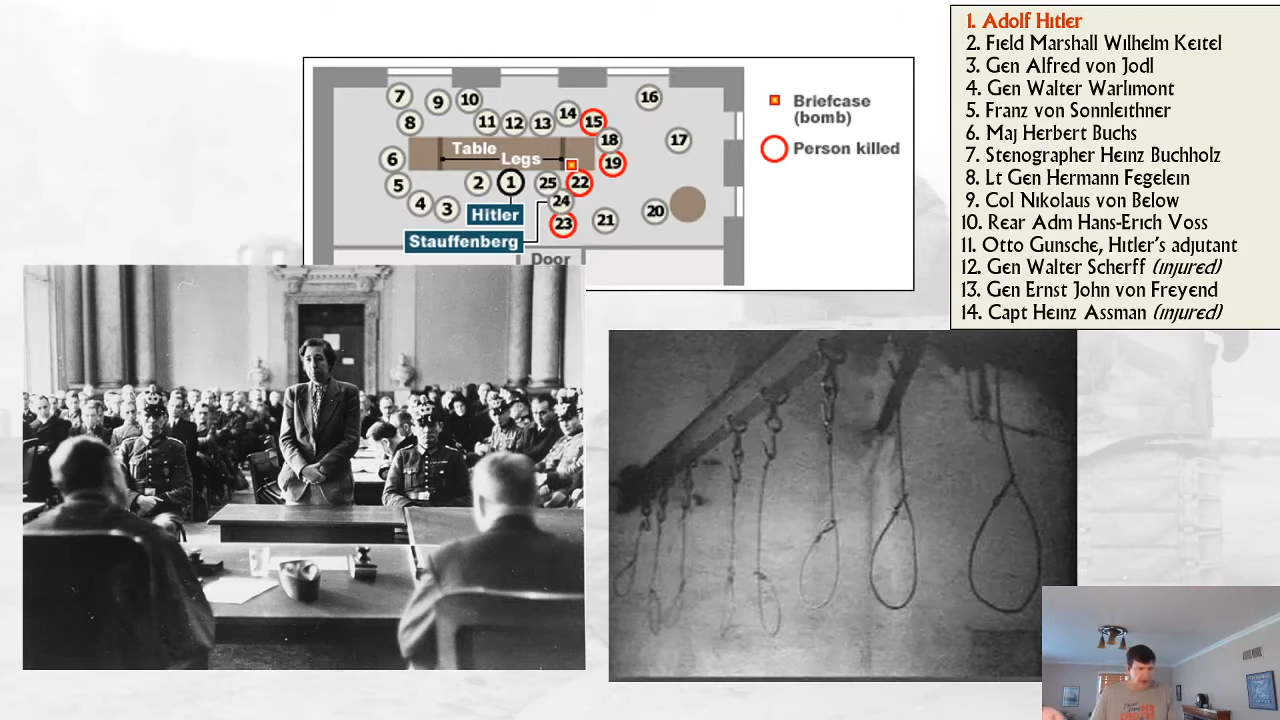 1. Adolf Hitler
2. Field Marshall Wilhelm Keitel
3. Gen Alfred von Jodl
4. Gen Walter Warlimont
5. Franz von Sonnleithner
6. Maj Herbert Buchs
7. Stenographer Heinz Buchholz
8. Lt Gen Hermann Fegelein
9. Col Nikolaus von Below
10. Rear Adm Hans-Erich Voss
11. Otto Gunsche, Hitler's adjutant
12. Gen Walter Scherff (injured)
13. Gen Ernst John von Freyend
14. Capt Heinz Assman (injured)
7 9 10 16
8 11 12 13 14 15
18 17
Table
Legs
6 19
5 2 1 25 22
4 3 24 20
Hitler
23 21
Stauffenberg
Door
Briefcase
(bomb)
Person killed